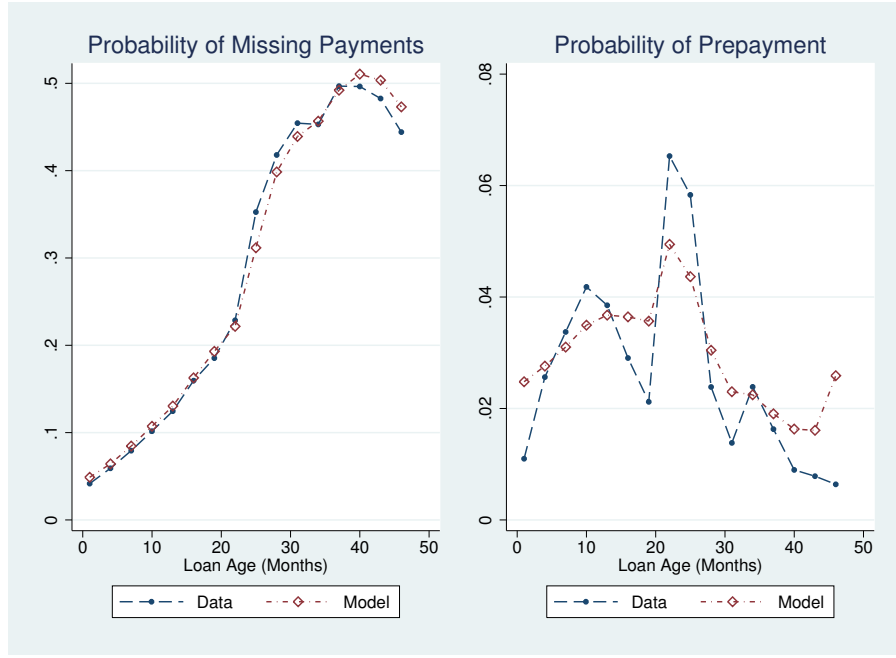 Probability of Missing Payments
.5
.4
.3
.2
.1
0
0 10 20 30 40 50
Loan Age (Months)
Data Model
Probability of Prepayment
.08
.06
.04
.02
0
0 10 20 30 40 50
Loan Age (Months)
Data Model